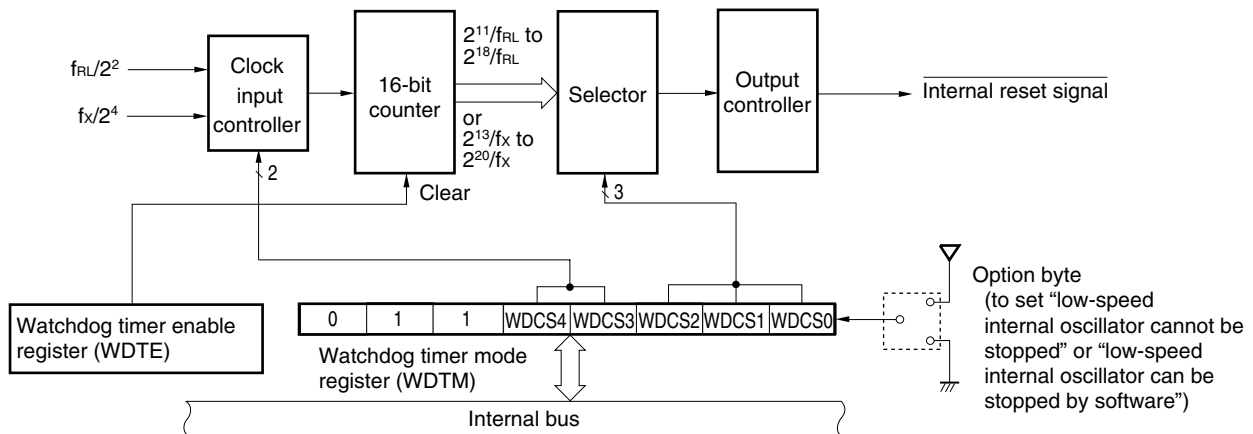 fRL/2²
fX/2⁴
Clock
input
controller
2
16-bit
counter
Clear
2¹¹/fRL to
2¹⁸/fRL
or
2¹³/fX to
2²⁰/fX
Selector
3
Output
controller
Internal reset signal
Watchdog timer enable
register (WDTE)
0 1 1 WDCS4 WDCS3 WDCS2 WDCS1 WDCS0
Watchdog timer mode
register (WDTM)
Internal bus
Option byte
(to set “low-speed
internal oscillator cannot be
stopped” or “low-speed
internal oscillator can be
stopped by software”)